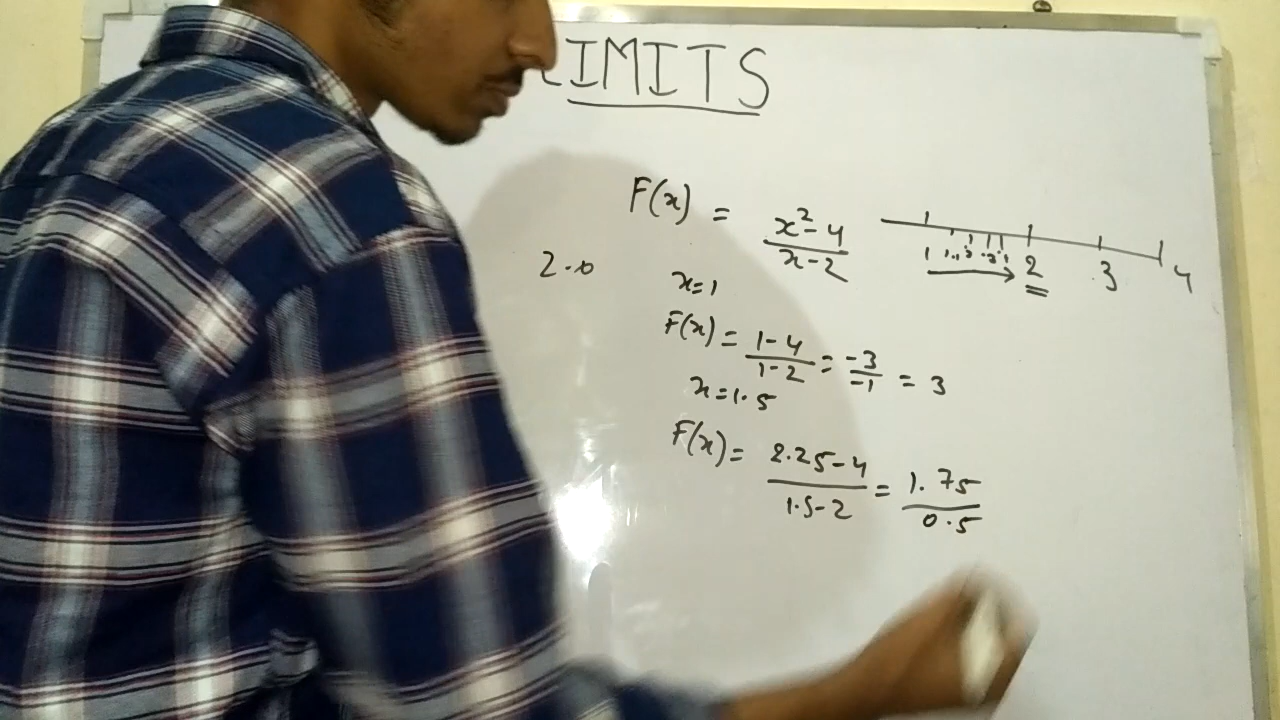 LIMITS
F(x) = x²-4 / x-2
1 2 3 4
2.0
x=1
F(x) = 1-4 / 1-2 = -3 / -1 = 3
x=1.5
F(x) = 2.25-4 / 1.5-2 = 1.75 / 0.5